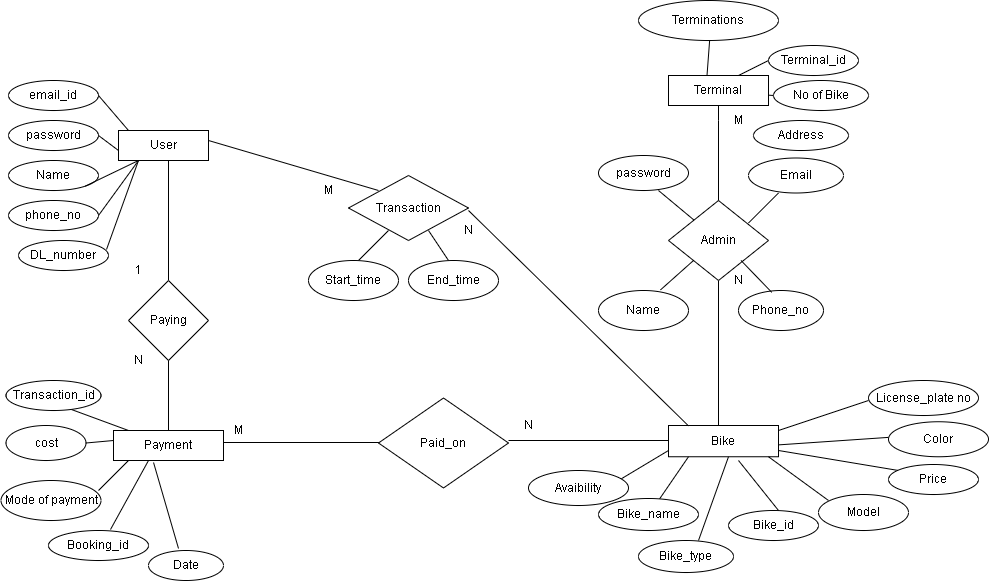 Terminations
Terminal_id
Terminal
No of Bike
email_id
M
Address
password
User
password
Email
Name
M
Transaction
phone_no
N
Admin
DL_number
1
Start_time
End_time
N
Name
Phone_no
Paying
N
Transaction_id
License_plate no
M
N
cost
Payment
Paid_on
Bike
Color
Price
Avaibility
Mode of payment
Bike_name
Model
Bike_id
Booking_id
Bike_type
Date